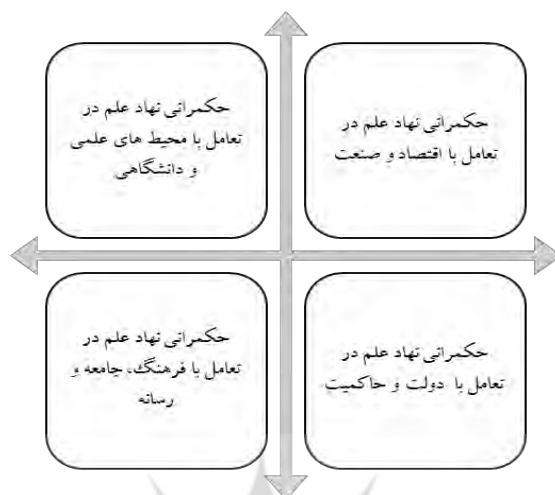 حکمرانی نهاد علم در
تعامل با اقتصاد و صنعت
حکمرانی نهاد علم در
تعامل با محیط های علمی
و دانشگاهی
حکمرانی نهاد علم در
تعامل با دولت و حاکمیت
حکمرانی نهاد علم در
تعامل با فرهنگ، جامعه و
رسانه